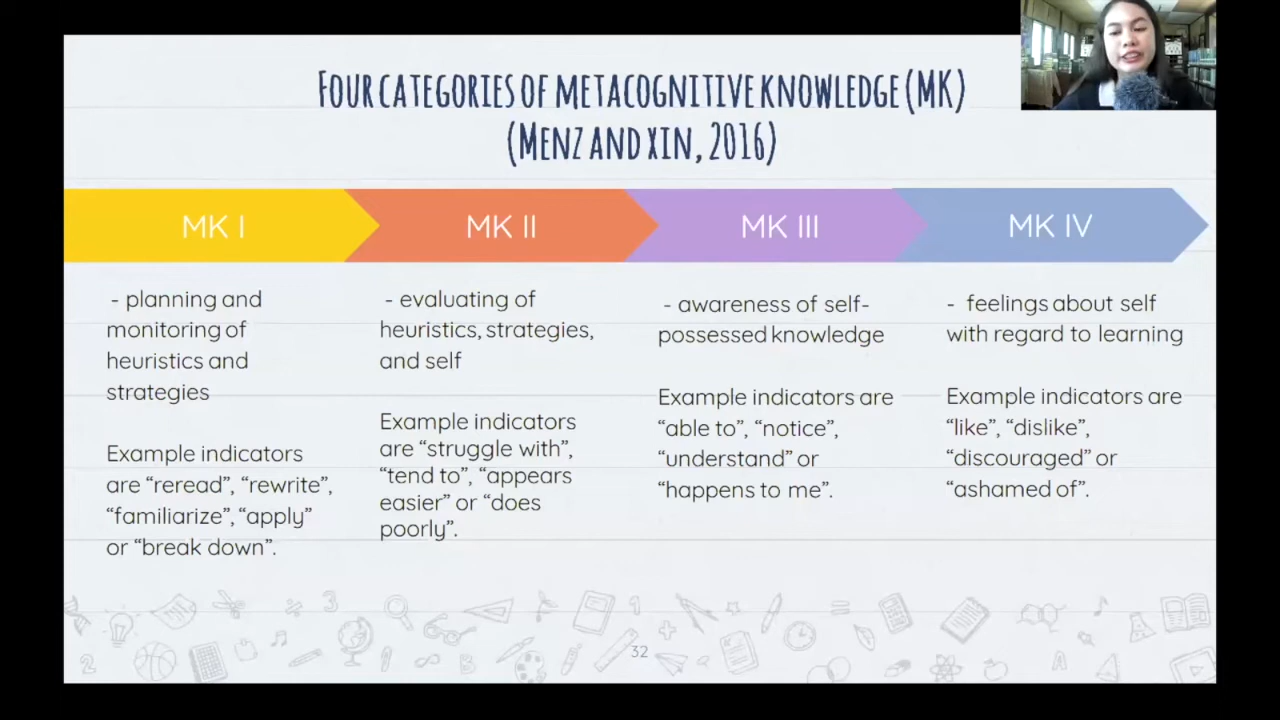 FOUR CATEGORIES OF METACOGNITIVE KNOWLEDGE (MK)
(MENZ AND XIN, 2016)
MK I
- planning and
monitoring of
heuristics and
strategies
Example indicators
are “reread”, “rewrite”,
“familiarize”, “apply”
or “break down”.
MK II
- evaluating of
heuristics, strategies,
and self
Example indicators
are “struggle with”,
“tend to”, “appears
easier” or “does
poorly”.
MK III
- awareness of self-
possessed knowledge
Example indicators are
“able to”, “notice”,
“understand” or
“happens to me”.
MK IV
- feelings about self
with regard to learning
Example indicators are
“like”, “dislike”,
“discouraged” or
“ashamed of”.
32